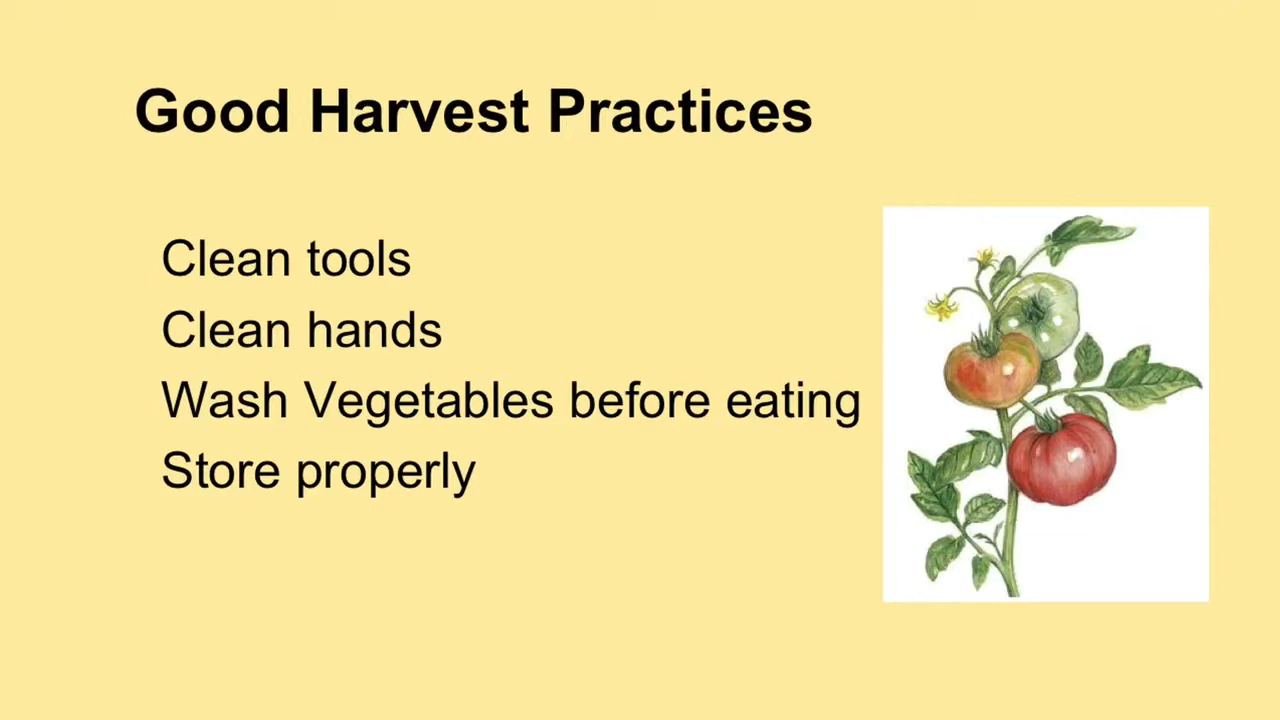 Good Harvest Practices
Clean tools
Clean hands
Wash Vegetables before eating
Store properly